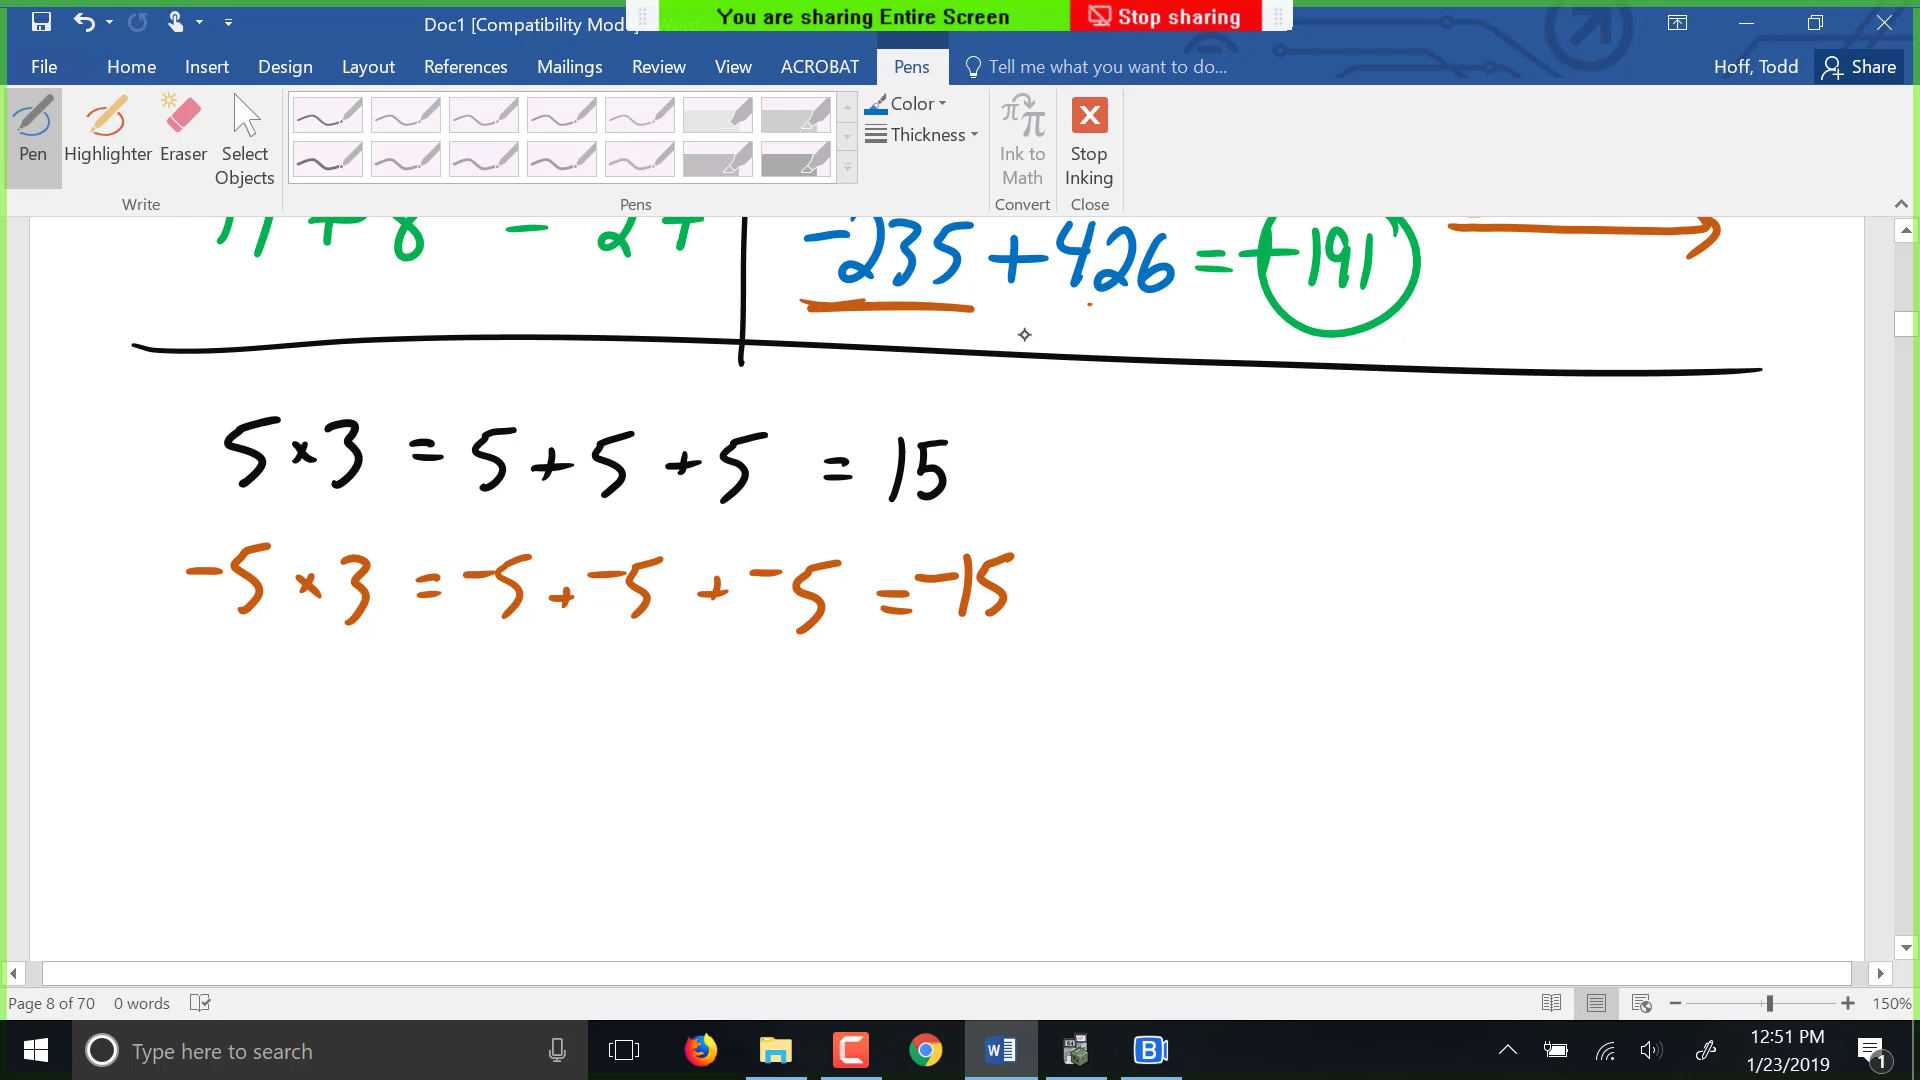 You are sharing Entire Screen Stop sharing
Doc1 [Compatibility Mod
File Home Insert Design Layout References Mailings Review View ACROBAT Pens Tell me what you want to do... Hoff, Todd Share
Color
Thickness
Pen Highlighter Eraser Select Objects
Ink to Math
Stop Inking
Write Pens Convert Close
-235 + 426 = +191
5 × 3 = 5 + 5 + 5 = 15
-5 × 3 = -5 + -5 + -5 = -15
Page 8 of 70 0 words 150%
Type here to search
12:51 PM
1/23/2019
1